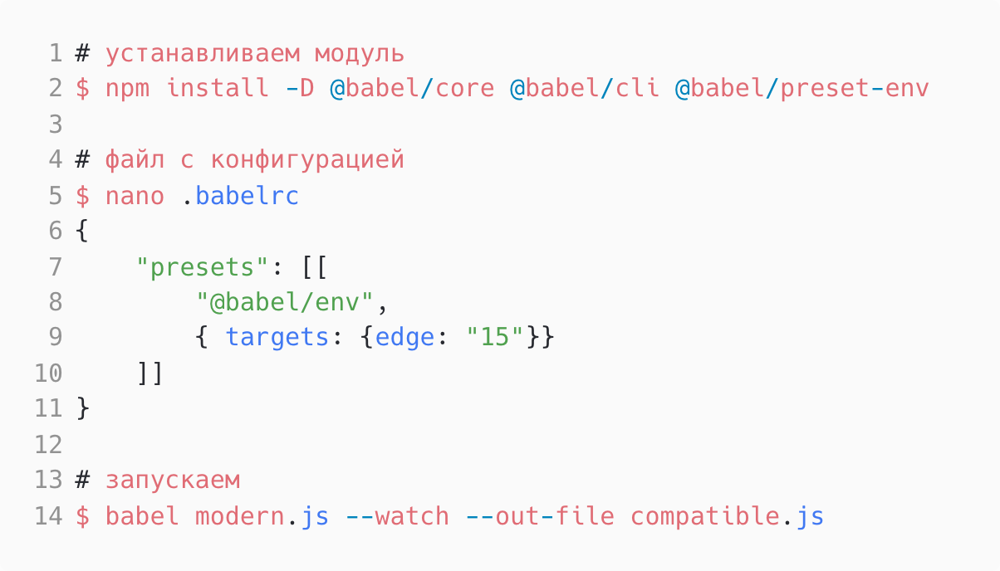 1 # устанавливаем модуль
2 $ npm install -D @babel/core @babel/cli @babel/preset-env
3
4 # файл с конфигурацией
5 $ nano .babelrc
6 {
7     "presets": [[
8         "@babel/env",
9         { targets: {edge: "15"}}
10     ]]
11 }
12
13 # запускаем
14 $ babel modern.js --watch --out-file compatible.js